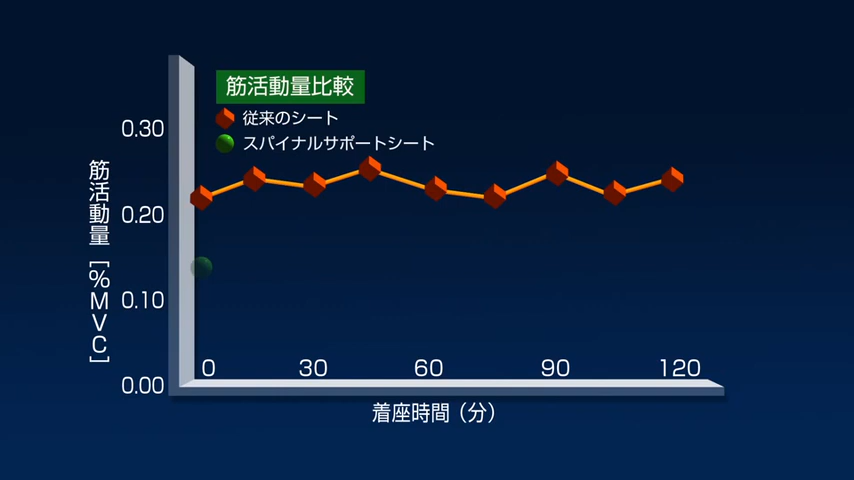 筋活動量比較
従来のシート
スパイナルサポートシート
筋活動量[%MVC]
0.30
0.20
0.10
0.00
0 30 60 90 120
着座時間(分)